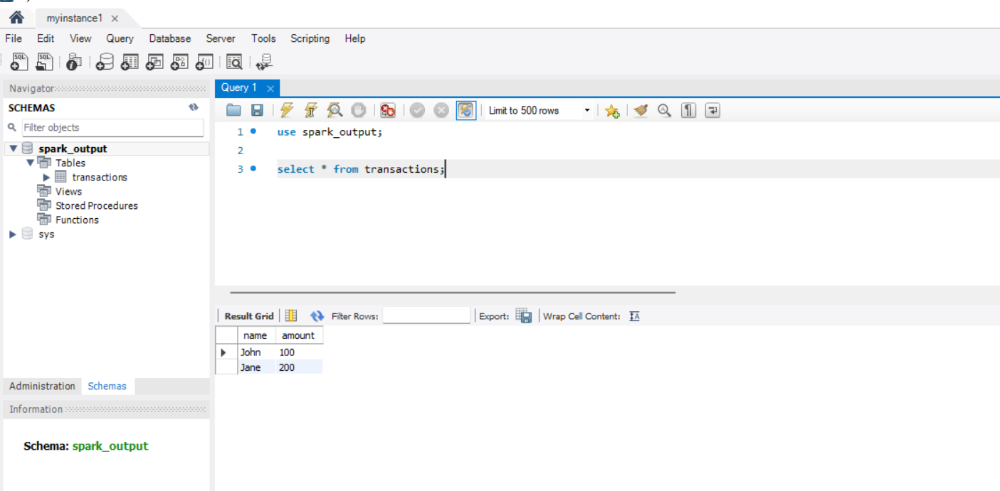 myinstance1
File Edit View Query Database Server Tools Scripting Help
Navigator
SCHEMAS
Filter objects
spark_output
Tables
transactions
Views
Stored Procedures
Functions
sys
Administration Schemas
Information
Schema: spark_output
Query 1
Limit to 500 rows
1 use spark_output;
2
3 select * from transactions;
Result Grid Filter Rows: Export: Wrap Cell Content:
name amount
John 100
Jane 200